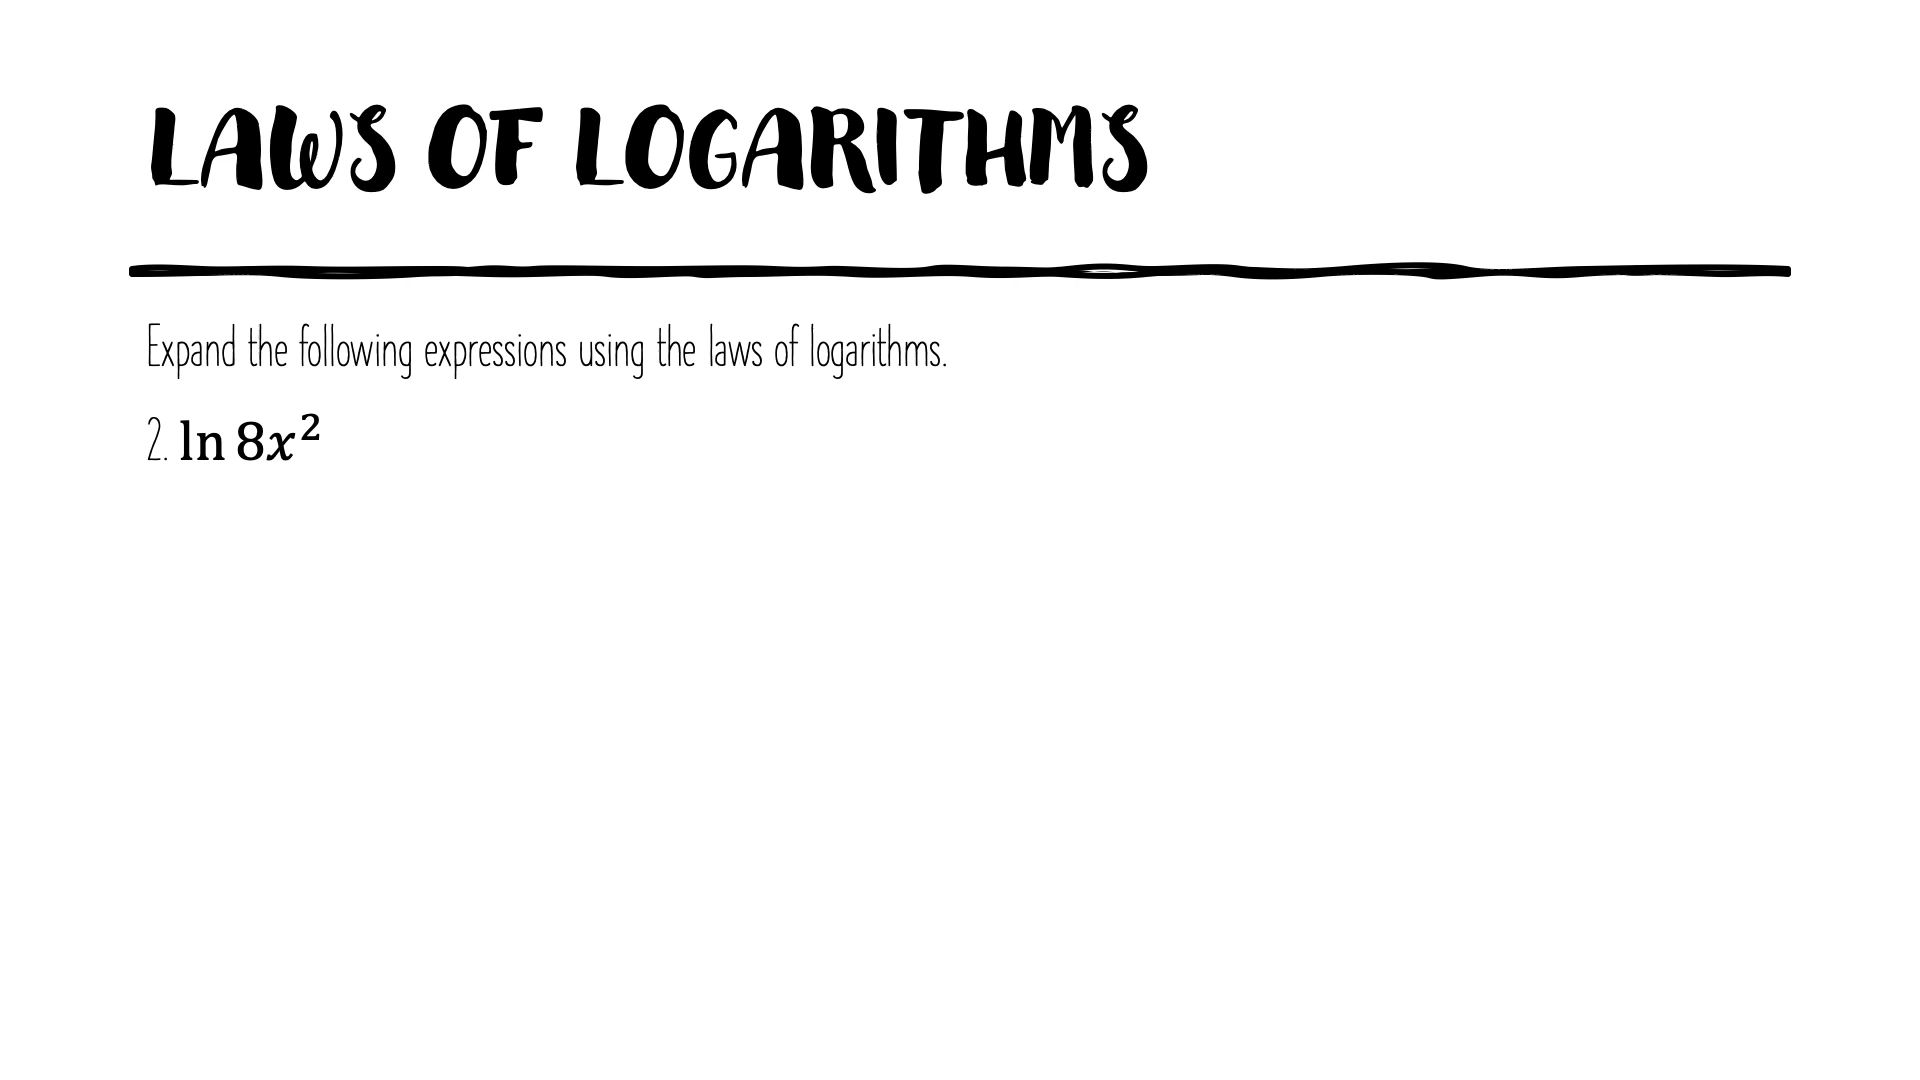 LAWS OF LOGARITHMS
Expand the following expressions using the laws of logarithms.
2. ln 8x²